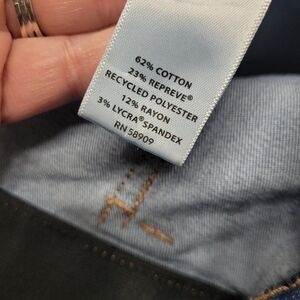 62% COTTON
23% REPREVE®
RECYCLED POLYESTER
12% RAYON
3% LYCRA® SPANDEX
RN 58909